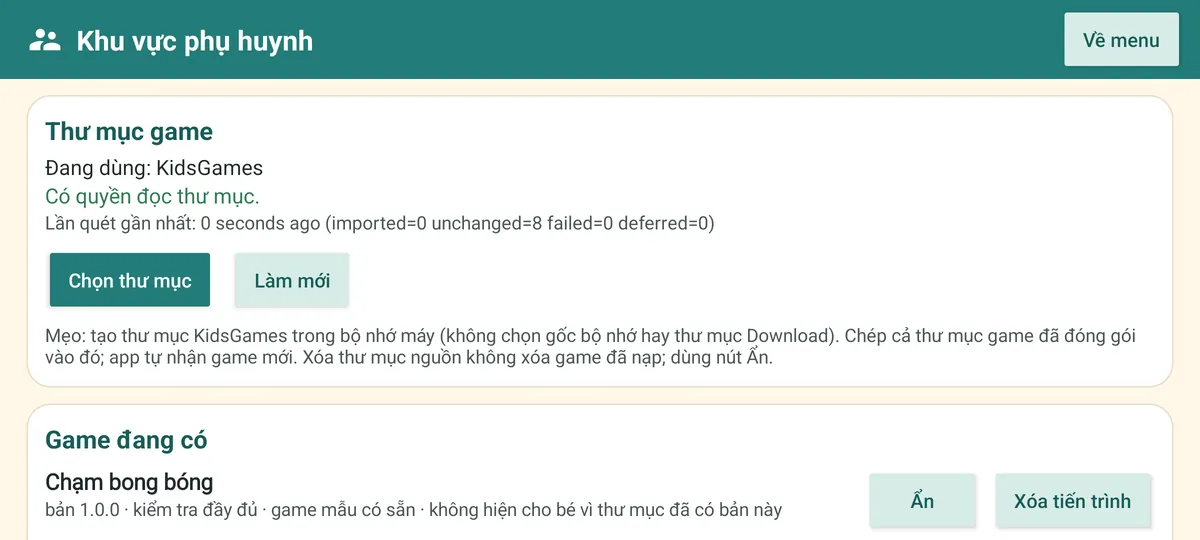 Khu vực phụ huynh
Về menu
Thư mục game
Đang dùng: KidsGames
Có quyền đọc thư mục.
Lần quét gần nhất: 0 seconds ago (imported=0 unchanged=8 failed=0 deferred=0)
Chọn thư mục
Làm mới
Mẹo: tạo thư mục KidsGames trong bộ nhớ máy (không chọn gốc bộ nhớ hay thư mục Download). Chép cả thư mục game đã đóng gói
vào đó; app tự nhận game mới. Xóa thư mục nguồn không xóa game đã nạp; dùng nút Ẩn.
Game đang có
Chạm bong bóng
bản 1.0.0 · kiểm tra đầy đủ · game mẫu có sẵn · không hiện cho bé vì thư mục đã có bản này
Ẩn
Xóa tiến trình